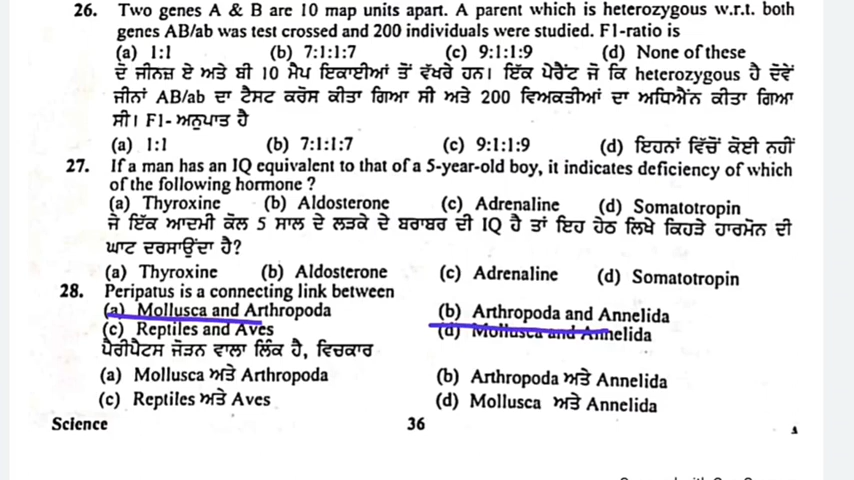 26. Two genes A & B are 10 map units apart. A parent which is heterozygous w.r.t. both
genes AB/ab was test crossed and 200 individuals were studied. F1-ratio is
(a) 1:1 (b) 7:1:1:7 (c) 9:1:1:9 (d) None of these
ਦੋ ਜੀਨਜ਼ ਏ ਅਤੇ ਬੀ 10 ਮੈਪ ਇਕਾਈਆਂ ਤੋਂ ਵੱਖਰੇ ਹਨ। ਇੱਕ ਪੇਰੈਂਟ ਜੋ ਕਿ heterozygous ਹੈ ਦੋਵੇਂ
ਜੀਨਾਂ AB/ab ਦਾ ਟੈਸਟ ਕਰੋਸ ਕੀਤਾ ਗਿਆ ਸੀ ਅਤੇ 200 ਵਿਅਕਤੀਆਂ ਦਾ ਅਧਿਐਨ ਕੀਤਾ ਗਿਆ
ਸੀ। F1- ਅਨੁਪਾਤ ਹੈ
(a) 1:1 (b) 7:1:1:7 (c) 9:1:1:9 (d) ਇਹਨਾਂ ਵਿੱਚੋਂ ਕੋਈ ਨਹੀਂ
27. If a man has an IQ equivalent to that of a 5-year-old boy, it indicates deficiency of which
of the following hormone ?
(a) Thyroxine (b) Aldosterone (c) Adrenaline (d) Somatotropin
ਜੇ ਇੱਕ ਆਦਮੀ ਕੋਲ 5 ਸਾਲ ਦੇ ਲੜਕੇ ਦੇ ਬਰਾਬਰ ਦੀ IQ ਹੈ ਤਾਂ ਇਹ ਹੇਠ ਲਿਖੇ ਕਿਹੜੇ ਹਾਰਮੋਨ ਦੀ
ਘਾਟ ਦਰਸਾਉਂਦਾ ਹੈ?
(a) Thyroxine (b) Aldosterone (c) Adrenaline (d) Somatotropin
28. Peripatus is a connecting link between
(a) Mollusca and Arthropoda (b) Arthropoda and Annelida
(c) Reptiles and Aves (d) Mollusca and Annelida
ਪੈਰੀਪੈਟਸ ਜੋੜਨ ਵਾਲਾ ਲਿੰਕ ਹੈ, ਵਿਚਕਾਰ
(a) Mollusca ਅਤੇ Arthropoda (b) Arthropoda ਅਤੇ Annelida
(c) Reptiles ਅਤੇ Aves (d) Mollusca ਅਤੇ Annelida
Science 36